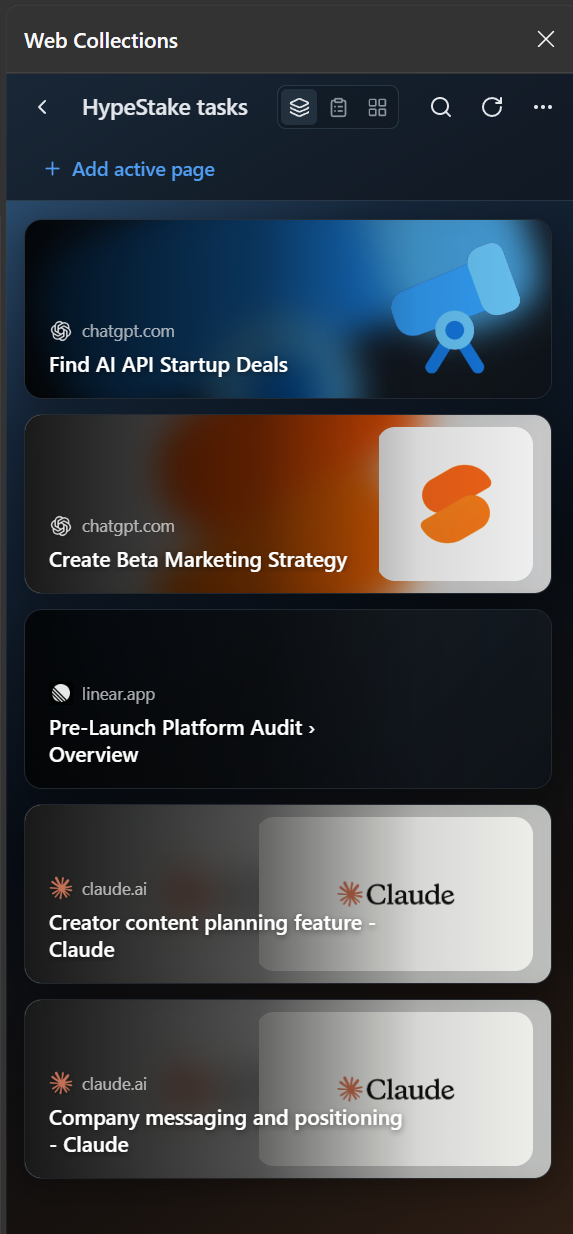 Web Collections
HypeStake tasks
Add active page
chatgpt.com
Find AI API Startup Deals
chatgpt.com
Create Beta Marketing Strategy
linear.app
Pre-Launch Platform Audit ›
Overview
claude.ai
Claude
Creator content planning feature -
Claude
claude.ai
Claude
Company messaging and positioning
- Claude